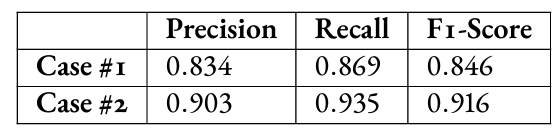 Precision Recall F1-Score
Case #1 0.834 0.869 0.846
Case #2 0.903 0.935 0.916